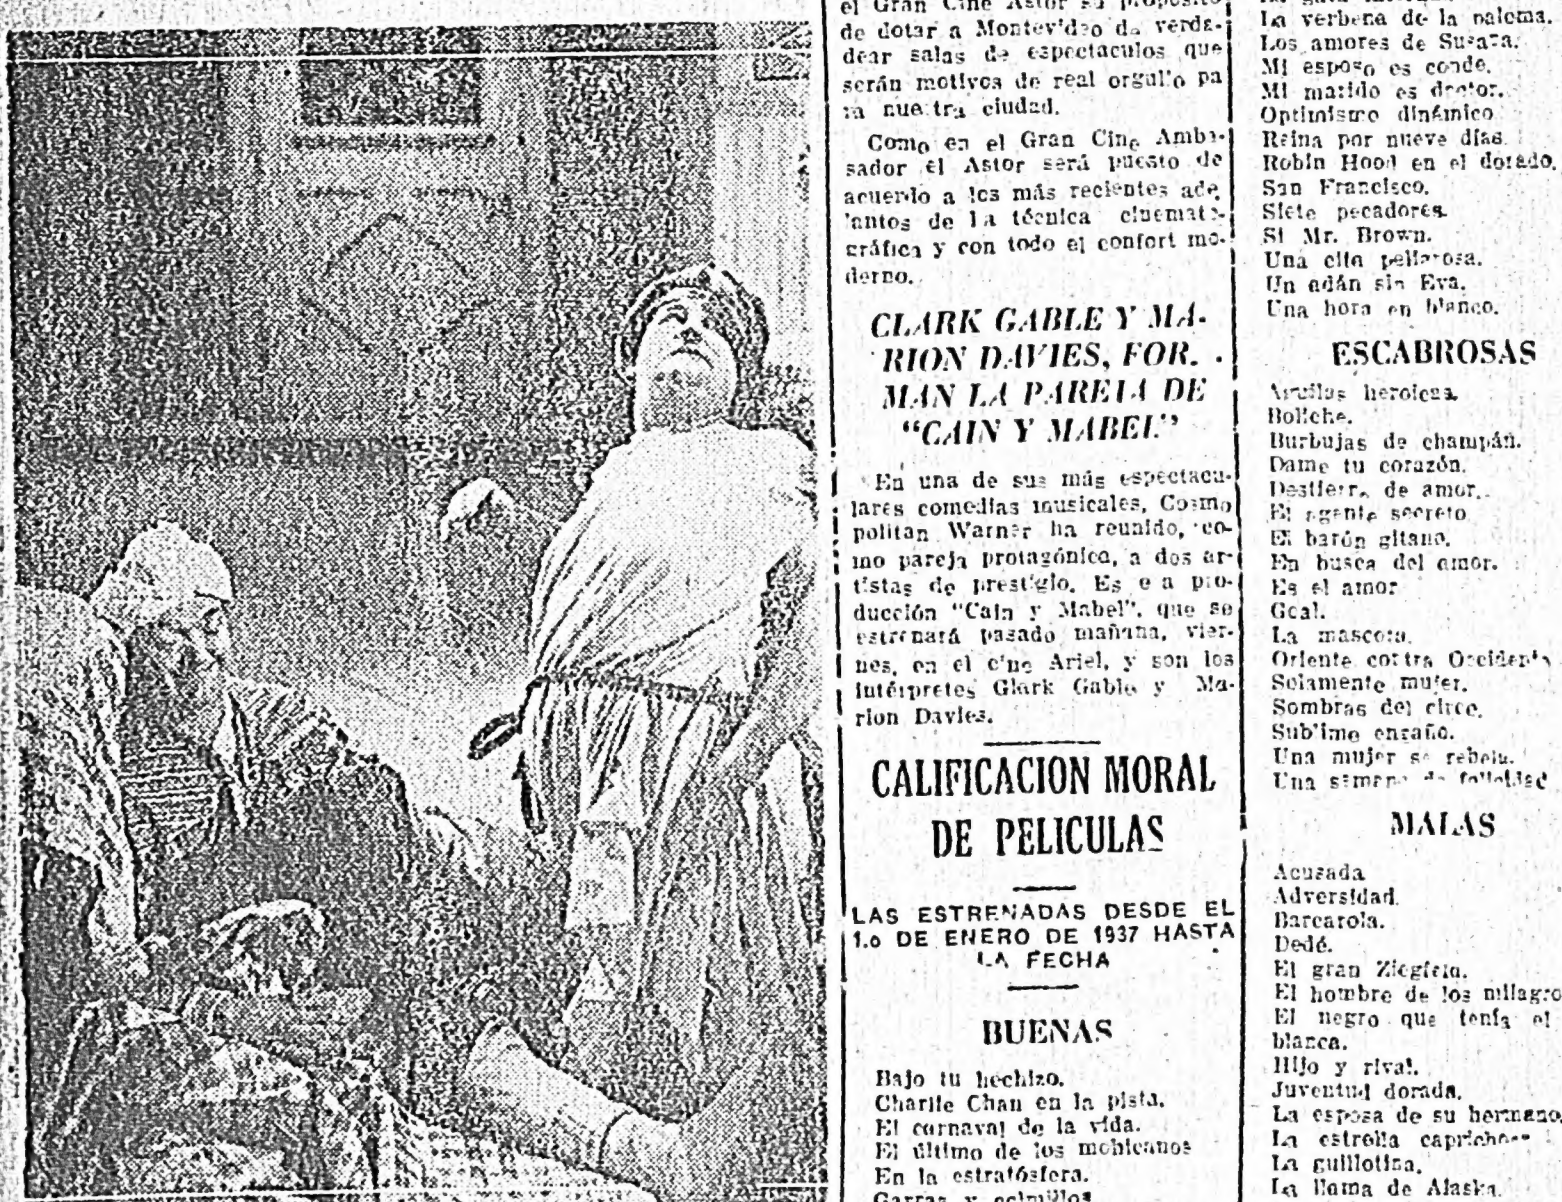 el Gran Cine Astor su propósito
de dotar a Montevideo de verda-
dear salas de espectaculos que
serán motivos de real orgullo pa
ra nuestra ciudad.
Como en el Gran Cine Amba-
sador el Astor será puesto de
acuerdo a los más recientes ade
lantos de la técnica cinemato-
gráfica y con todo el confort mo-
derno.
CLARK GABLE Y MA-
RION DAVIES, FOR-
MAN LA PAREJA DE
“CAIN Y MABEL”
En una de sus más espectacu-
lares comedias musicales, Cosmo
politan Warner ha reunido, co-
mo pareja protagónica, a dos ar-
tistas de prestigio. Es e a pro-
ducción “Cain y Mabel”, que se
estrenará pasado mañana, vier-
nes, en el cine Ariel, y son los
intérpretes Glark Gable y Ma-
rion Davies.
CALIFICACION MORAL
DE PELICULAS
LAS ESTRENADAS DESDE EL
1.o DE ENERO DE 1937 HASTA
LA FECHA
BUENAS
Bajo tu hechizo.
Charlie Chan en la pista.
El carnaval de la vida.
El último de los mohicanos
En la estratósfera.
Garras y colmillos
La verbena de la paloma.
Los amores de Susana.
Mi esposo es conde.
Mi marido es doctor.
Optimismo dinámico
Reina por nueve días.
Robin Hood en el dorado.
San Francisco.
Siete pecadores.
Si Mr. Brown.
Una cita peligrosa.
Un adán sin Eva.
Una hora en blanco.
ESCABROSAS
Aguilas heroicas.
Boliche.
Burbujas de champán.
Dame tu corazón.
Destierro de amor.
El agente secreto
El barón gitano.
En busca del amor.
Es el amor
Goal.
La mascota.
Oriente contra Occidente
Solamente mujer.
Sombras del circo.
Sublime engaño.
Una mujer se rebela.
Una semana de felicidad
MALAS
Acusada
Adversidad.
Barcarola.
Dedé.
El gran Ziegfeld.
El hombre de los milagro
El negro que tenía el
blanca.
Hijo y rival.
Juventud dorada.
La esposa de su hermano.
La estrella caprichosa
La guillotina.
La llama de Alaska.